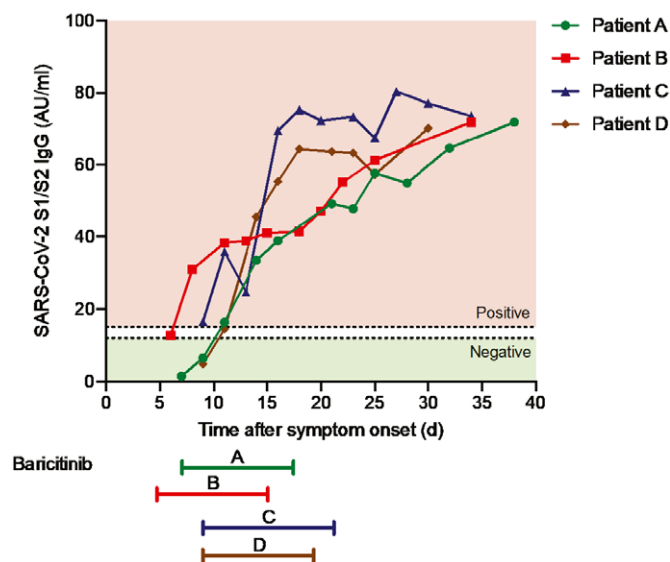 100
80
60
40
20
0
SARS-CoV-2 S1/S2 IgG (AU/ml)
Positive
Negative
0 5 10 15 20 25 30 35 40
Time after symptom onset (d)
Patient A
Patient B
Patient C
Patient D
Baricitinib
A
B
C
D